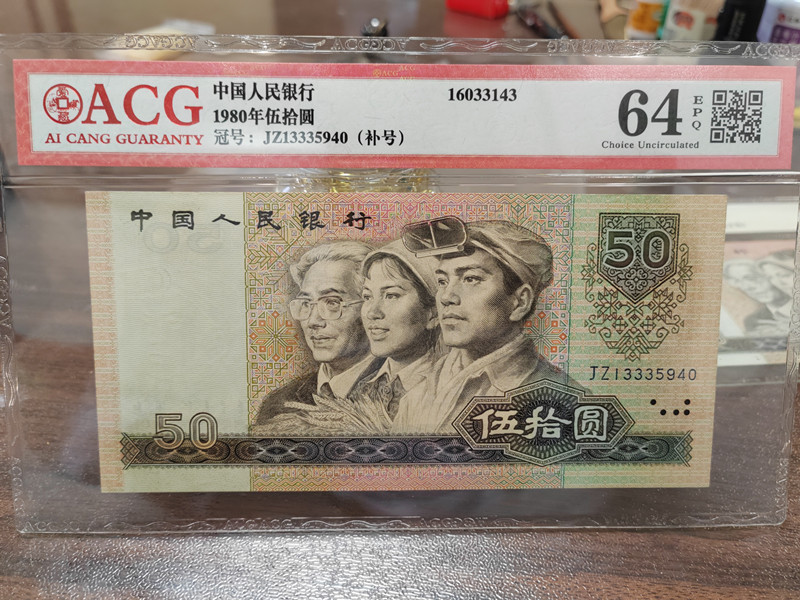 ACG
AI CANG GUARANTY
中国人民银行
1980年伍拾圆
冠号：JZ13335940（补号）
16033143
64
EPQ
Choice Uncirculated
中国人民银行
50
JZ13335940
50
伍拾圆